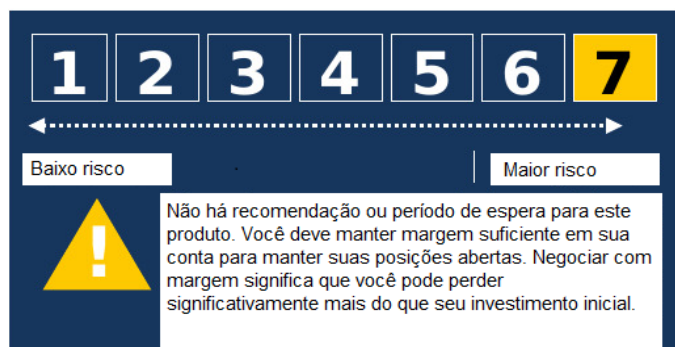 1 2 3 4 5 6 7
Baixo risco Maior risco
!
Não há recomendação ou período de espera para este
produto. Você deve manter margem suficiente em sua
conta para manter suas posições abertas. Negociar com
margem significa que você pode perder
significativamente mais do que seu investimento inicial.